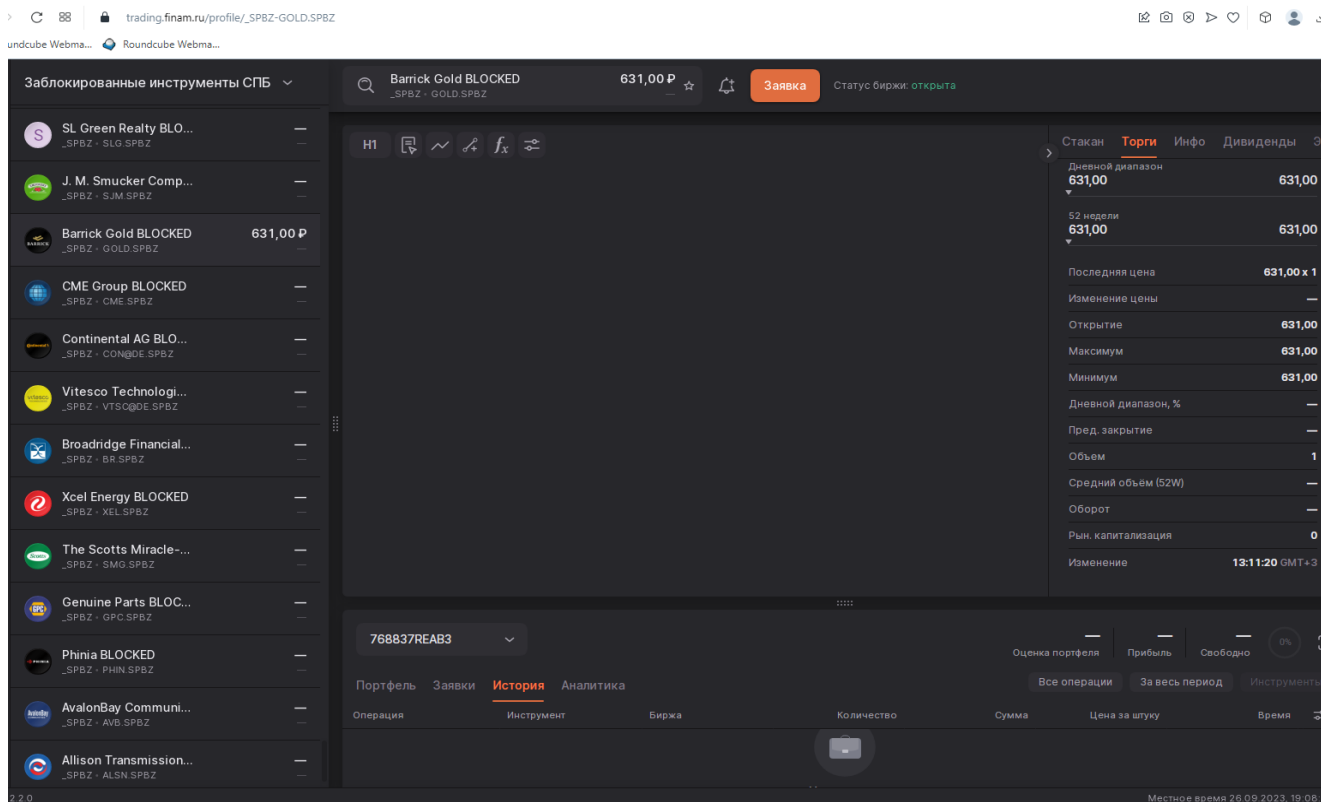 trading.finam.ru/profile/_SPBZ-GOLD.SPBZ
undcube Webma... Roundcube Webma...
Заблокированные инструменты СПБ
Barrick Gold BLOCKED 631,00 ₽
_SPBZ • GOLD.SPBZ —
Заявка
Статус биржи: открыта
SL Green Realty BLO... —
_SPBZ • SLG.SPBZ —
J. M. Smucker Comp... —
_SPBZ • SJM.SPBZ —
Barrick Gold BLOCKED 631,00 ₽
_SPBZ • GOLD.SPBZ —
CME Group BLOCKED —
_SPBZ • CME.SPBZ —
Continental AG BLO... —
_SPBZ • CON@DE.SPBZ —
Vitesco Technologi... —
_SPBZ • VTSC@DE.SPBZ —
Broadridge Financial... —
_SPBZ • BR.SPBZ —
Xcel Energy BLOCKED —
_SPBZ • XEL.SPBZ —
The Scotts Miracle-... —
_SPBZ • SMG.SPBZ —
Genuine Parts BLOC... —
_SPBZ • GPC.SPBZ —
Phinia BLOCKED —
_SPBZ • PHIN.SPBZ —
AvalonBay Communi... —
_SPBZ • AVB.SPBZ —
Allison Transmission... —
_SPBZ • ALSN.SPBZ —
H1 fx
Стакан Торги Инфо Дивиденды Э
Дневной диапазон
631,00 631,00
52 недели
631,00 631,00
Последняя цена 631,00 x 1
Изменение цены —
Открытие 631,00
Максимум 631,00
Минимум 631,00
Дневной диапазон, % —
Пред. закрытие —
Объем 1
Средний объём (52W) —
Оборот —
Рын. капитализация 0
Изменение 13:11:20 GMT+3
768837REAB3
— — — 0%
Оценка портфеля Прибыль Свободно
Портфель Заявки История Аналитика
Все операции За весь период Инструменты
Операция Инструмент Биржа Количество Сумма Цена за штуку Время
2.2.0
Местное время 26.09.2023, 19:08